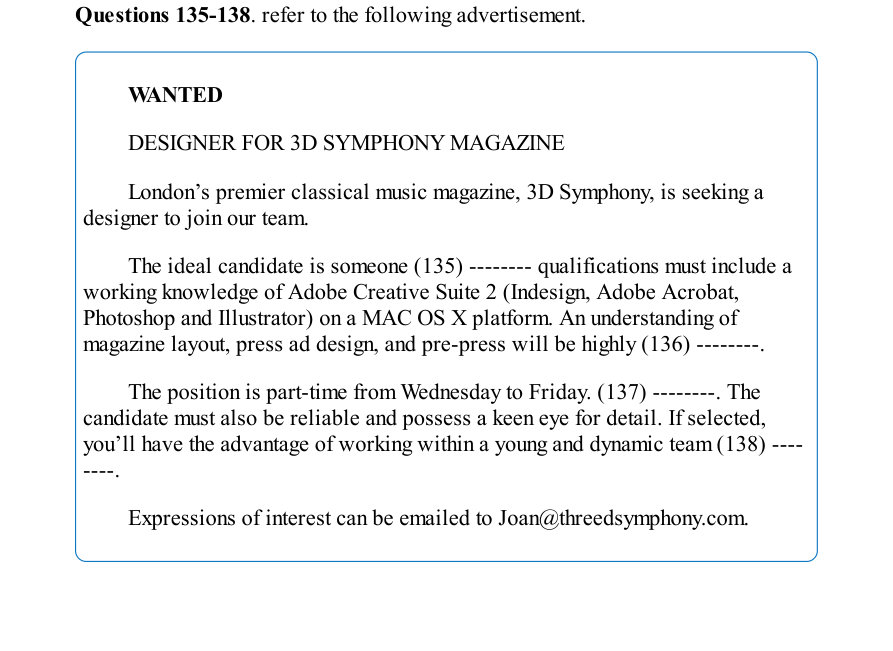 Questions 135-138. refer to the following advertisement.
WANTED
DESIGNER FOR 3D SYMPHONY MAGAZINE
London’s premier classical music magazine, 3D Symphony, is seeking a
designer to join our team.
The ideal candidate is someone (135) -------- qualifications must include a
working knowledge of Adobe Creative Suite 2 (Indesign, Adobe Acrobat,
Photoshop and Illustrator) on a MAC OS X platform. An understanding of
magazine layout, press ad design, and pre-press will be highly (136) --------.
The position is part-time from Wednesday to Friday. (137) --------. The
candidate must also be reliable and possess a keen eye for detail. If selected,
you’ll have the advantage of working within a young and dynamic team (138) ----
----.
Expressions of interest can be emailed to Joan@threedsymphony.com.